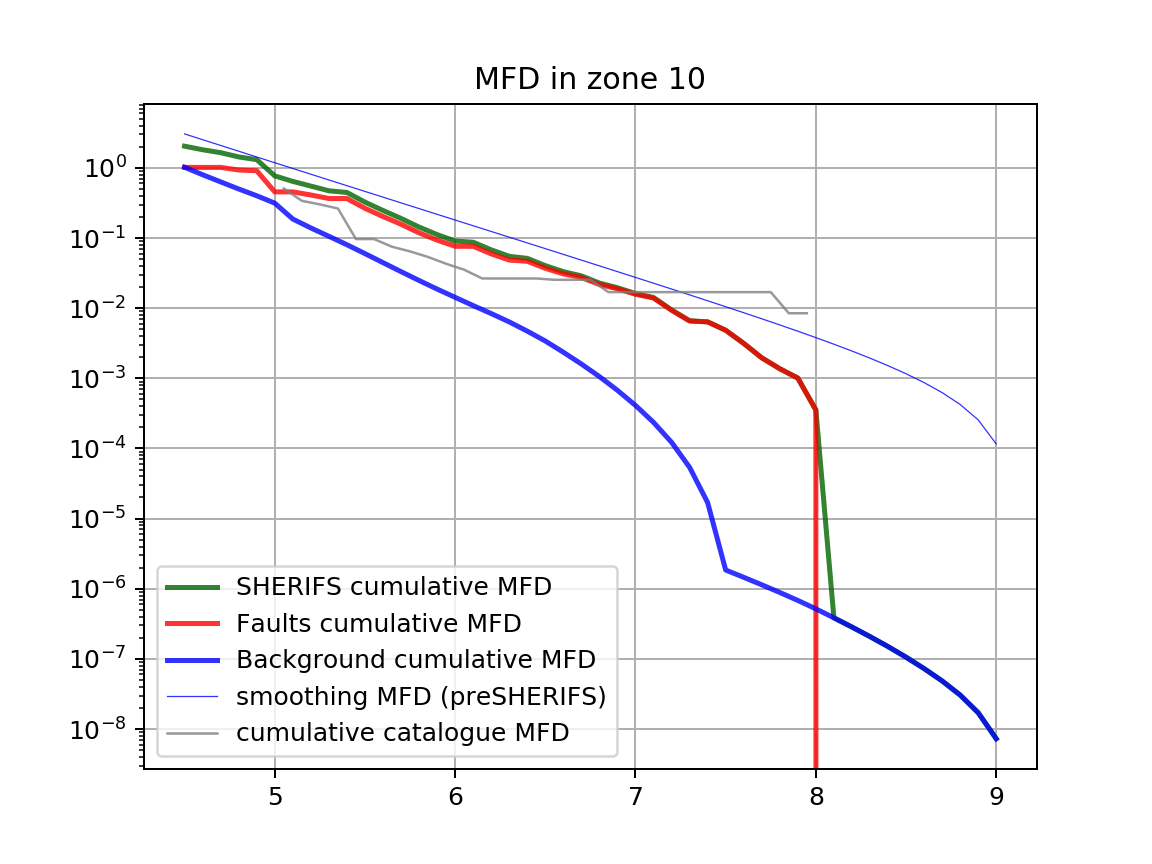 MFD in zone 10
10⁰
10⁻¹
10⁻²
10⁻³
10⁻⁴
10⁻⁵
10⁻⁶
10⁻⁷
10⁻⁸
SHERIFS cumulative MFD
Faults cumulative MFD
Background cumulative MFD
smoothing MFD (preSHERIFS)
cumulative catalogue MFD
5 6 7 8 9